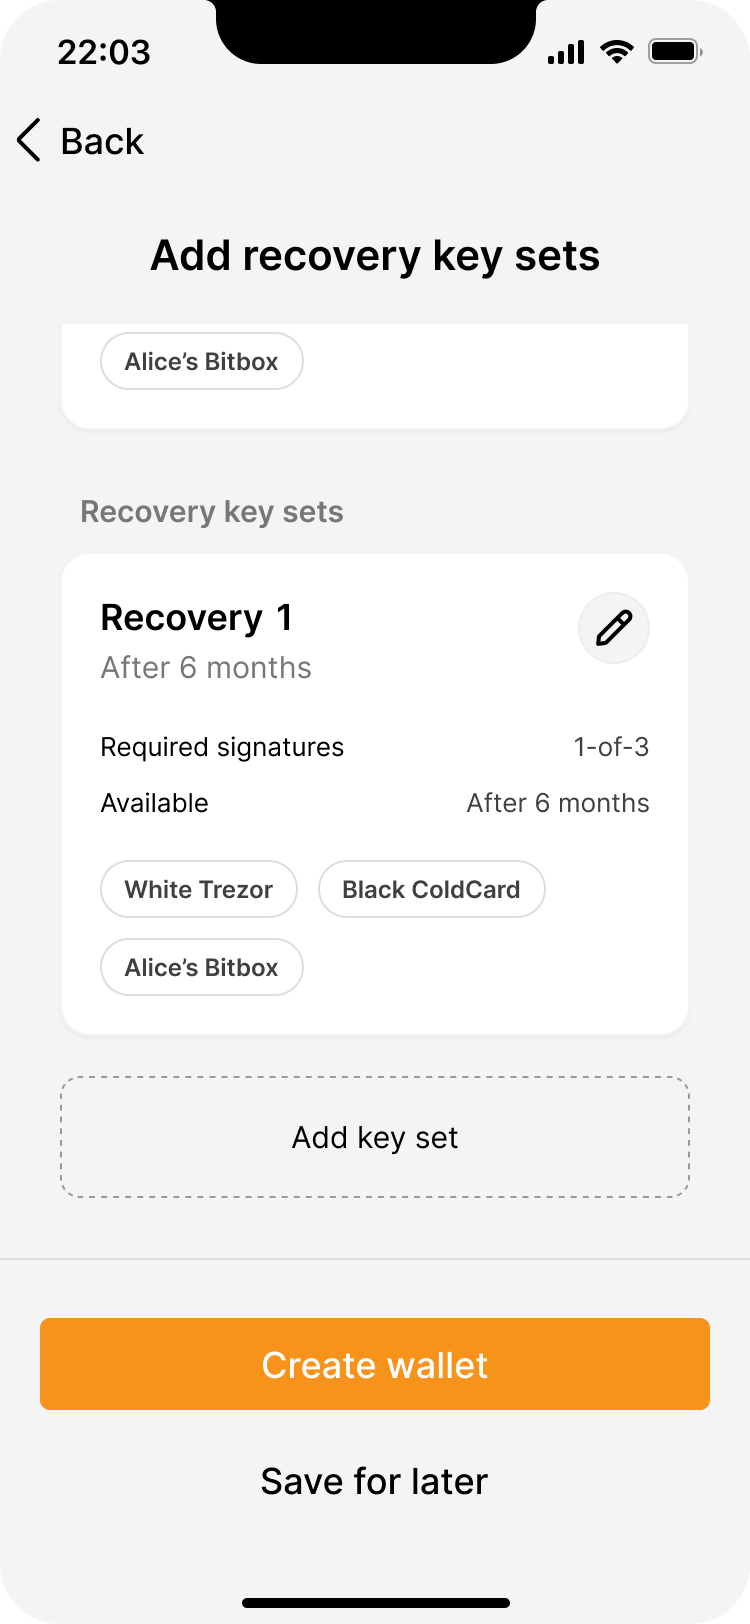 22:03
Back
Add recovery key sets
Alice’s Bitbox
Recovery key sets
Recovery 1
After 6 months
Required signatures 1-of-3
Available After 6 months
White Trezor Black ColdCard
Alice’s Bitbox
Add key set
Create wallet
Save for later